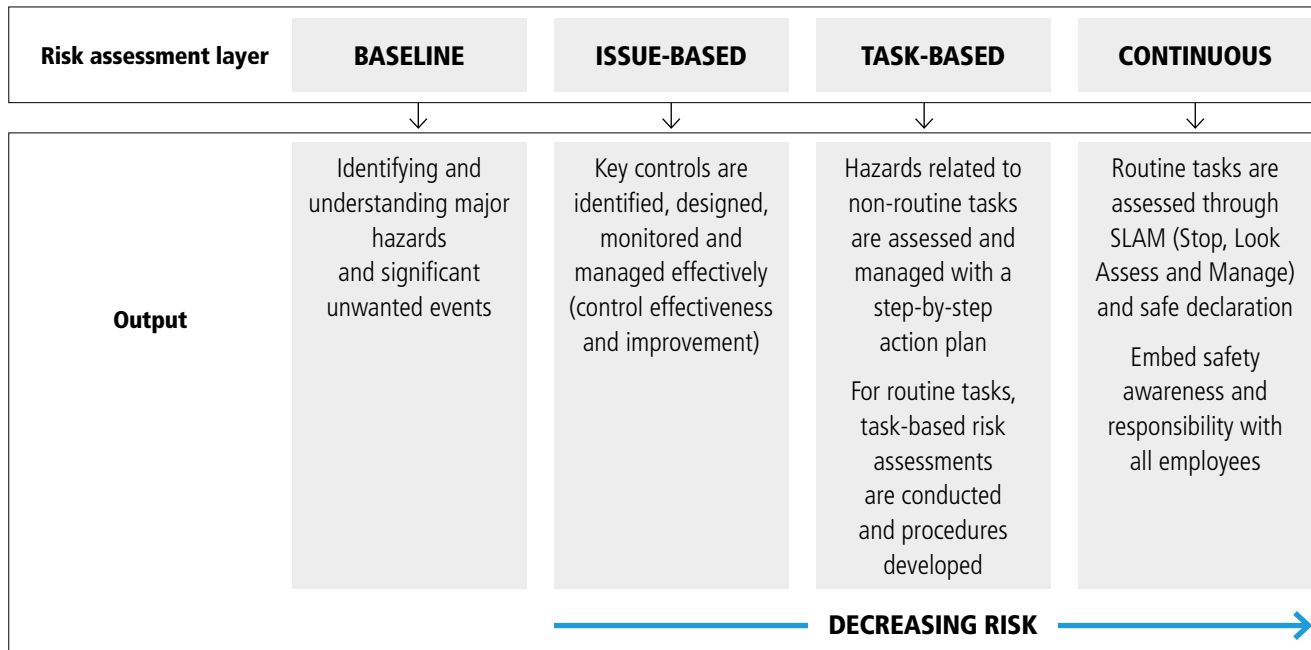 Risk assessment layer
BASELINE
ISSUE-BASED
TASK-BASED
CONTINUOUS
Output
Identifying and
understanding major
hazards
and significant
unwanted events
Key controls are
identified, designed,
monitored and
managed effectively
(control effectiveness
and improvement)
Hazards related to
non-routine tasks
are assessed and
managed with a
step-by-step
action plan
For routine tasks,
task-based risk
assessments
are conducted
and procedures
developed
Routine tasks are
assessed through
SLAM (Stop, Look
Assess and Manage)
and safe declaration
Embed safety
awareness and
responsibility with
all employees
DECREASING RISK